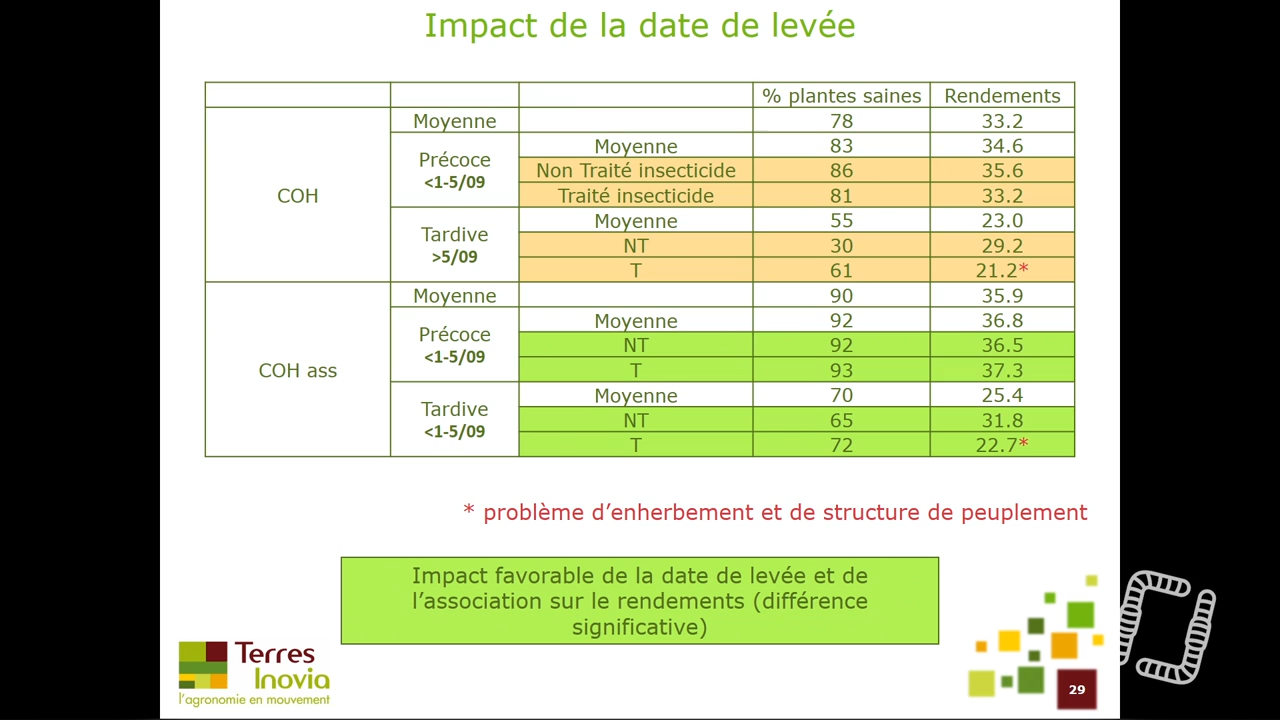 Impact de la date de levée
% plantes saines Rendements
COH Moyenne 78 33.2
Précoce <1-5/09 Moyenne 83 34.6
Non Traité insecticide 86 35.6
Traité insecticide 81 33.2
Tardive >5/09 Moyenne 55 23.0
NT 30 29.2
T 61 21.2*
COH ass Moyenne 90 35.9
Précoce <1-5/09 Moyenne 92 36.8
NT 92 36.5
T 93 37.3
Tardive <1-5/09 Moyenne 70 25.4
NT 65 31.8
T 72 22.7*
* problème d’enherbement et de structure de peuplement
Impact favorable de la date de levée et de
l’association sur le rendements (différence
significative)
Terres
Inovia
l’agronomie en mouvement
29